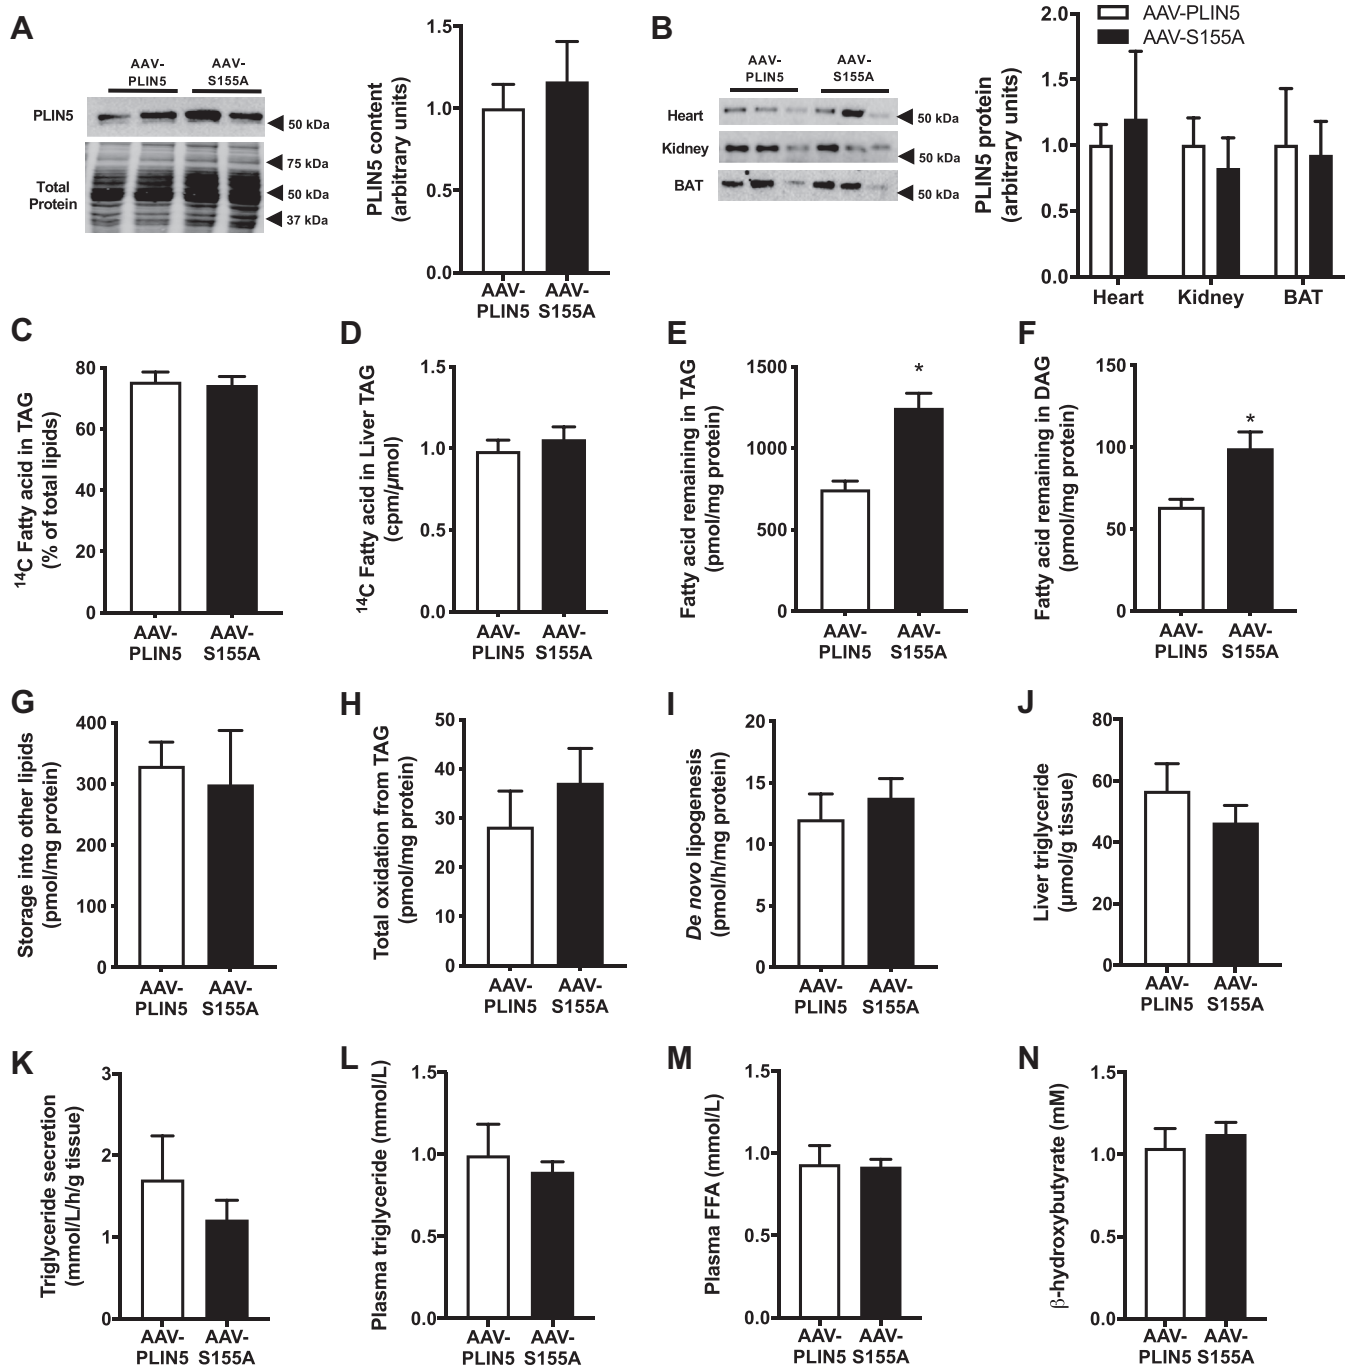 A
AAV-
PLIN5
AAV-
S155A
PLIN5
50 kDa
75 kDa
Total
Protein
50 kDa
37 kDa
PLIN5 content
(arbitrary units)
1.5
1.0
0.5
0.0
AAV-
PLIN5
AAV-
S155A
B
AAV-
PLIN5
AAV-
S155A
Heart
50 kDa
Kidney
50 kDa
BAT
50 kDa
PLIN5 protein
(arbitrary units)
2.0
1.5
1.0
0.5
0.0
AAV-PLIN5
AAV-S155A
Heart
Kidney
BAT
C
14C Fatty acid in TAG
(% of total lipids)
80
60
40
20
0
AAV-
PLIN5
AAV-
S155A
D
14C Fatty acid in Liver TAG
(cpm/µmol)
1.5
1.0
0.5
0.0
AAV-
PLIN5
AAV-
S155A
E
Fatty acid remaining in TAG
(pmol/mg protein)
1500
1000
500
0
*
AAV-
PLIN5
AAV-
S155A
F
Fatty acid remaining in DAG
(pmol/mg protein)
150
100
50
0
*
AAV-
PLIN5
AAV-
S155A
G
Storage into other lipids
(pmol/mg protein)
400
300
200
100
0
AAV-
PLIN5
AAV-
S155A
H
Total oxidation from TAG
(pmol/mg protein)
50
40
30
20
10
0
AAV-
PLIN5
AAV-
S155A
I
De novo lipogenesis
(pmol/h/mg protein)
20
15
10
5
0
AAV-
PLIN5
AAV-
S155A
J
Liver triglyceride
(µmol/g tissue)
80
60
40
20
0
AAV-
PLIN5
AAV-
S155A
K
Triglyceride secretion
(mmol/L/h/g tissue)
3
2
1
0
AAV-
PLIN5
AAV-
S155A
L
Plasma triglyceride (mmol/L)
1.5
1.0
0.5
0.0
AAV-
PLIN5
AAV-
S155A
M
Plasma FFA (mmol/L)
1.5
1.0
0.5
0.0
AAV-
PLIN5
AAV-
S155A
N
β-hydroxybutyrate (mM)
1.5
1.0
0.5
0.0
AAV-
PLIN5
AAV-
S155A